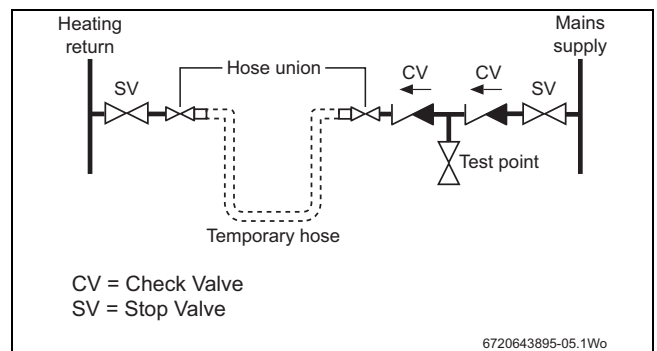 Heating
return
Mains
supply
Hose union
SV
CV
CV
SV
Test point
Temporary hose
CV = Check Valve
SV = Stop Valve
6720643895-05.1Wo